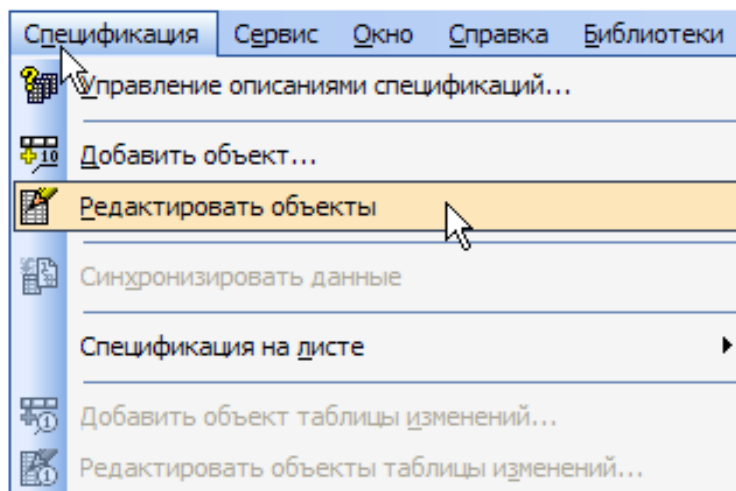 Спецификация Сервис Окно Справка Библиотеки
Управление описаниями спецификаций...
Добавить объект...
Редактировать объекты
Синхронизировать данные
Спецификация на листе
Добавить объект таблицы изменений...
Редактировать объекты таблицы изменений...